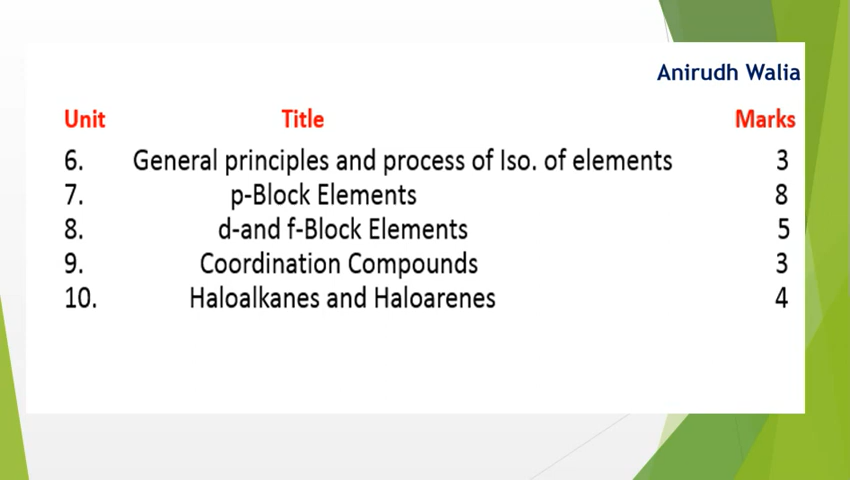 Anirudh Walia
Unit Title Marks
6. General principles and process of Iso. of elements 3
7. p-Block Elements 8
8. d-and f-Block Elements 5
9. Coordination Compounds 3
10. Haloalkanes and Haloarenes 4